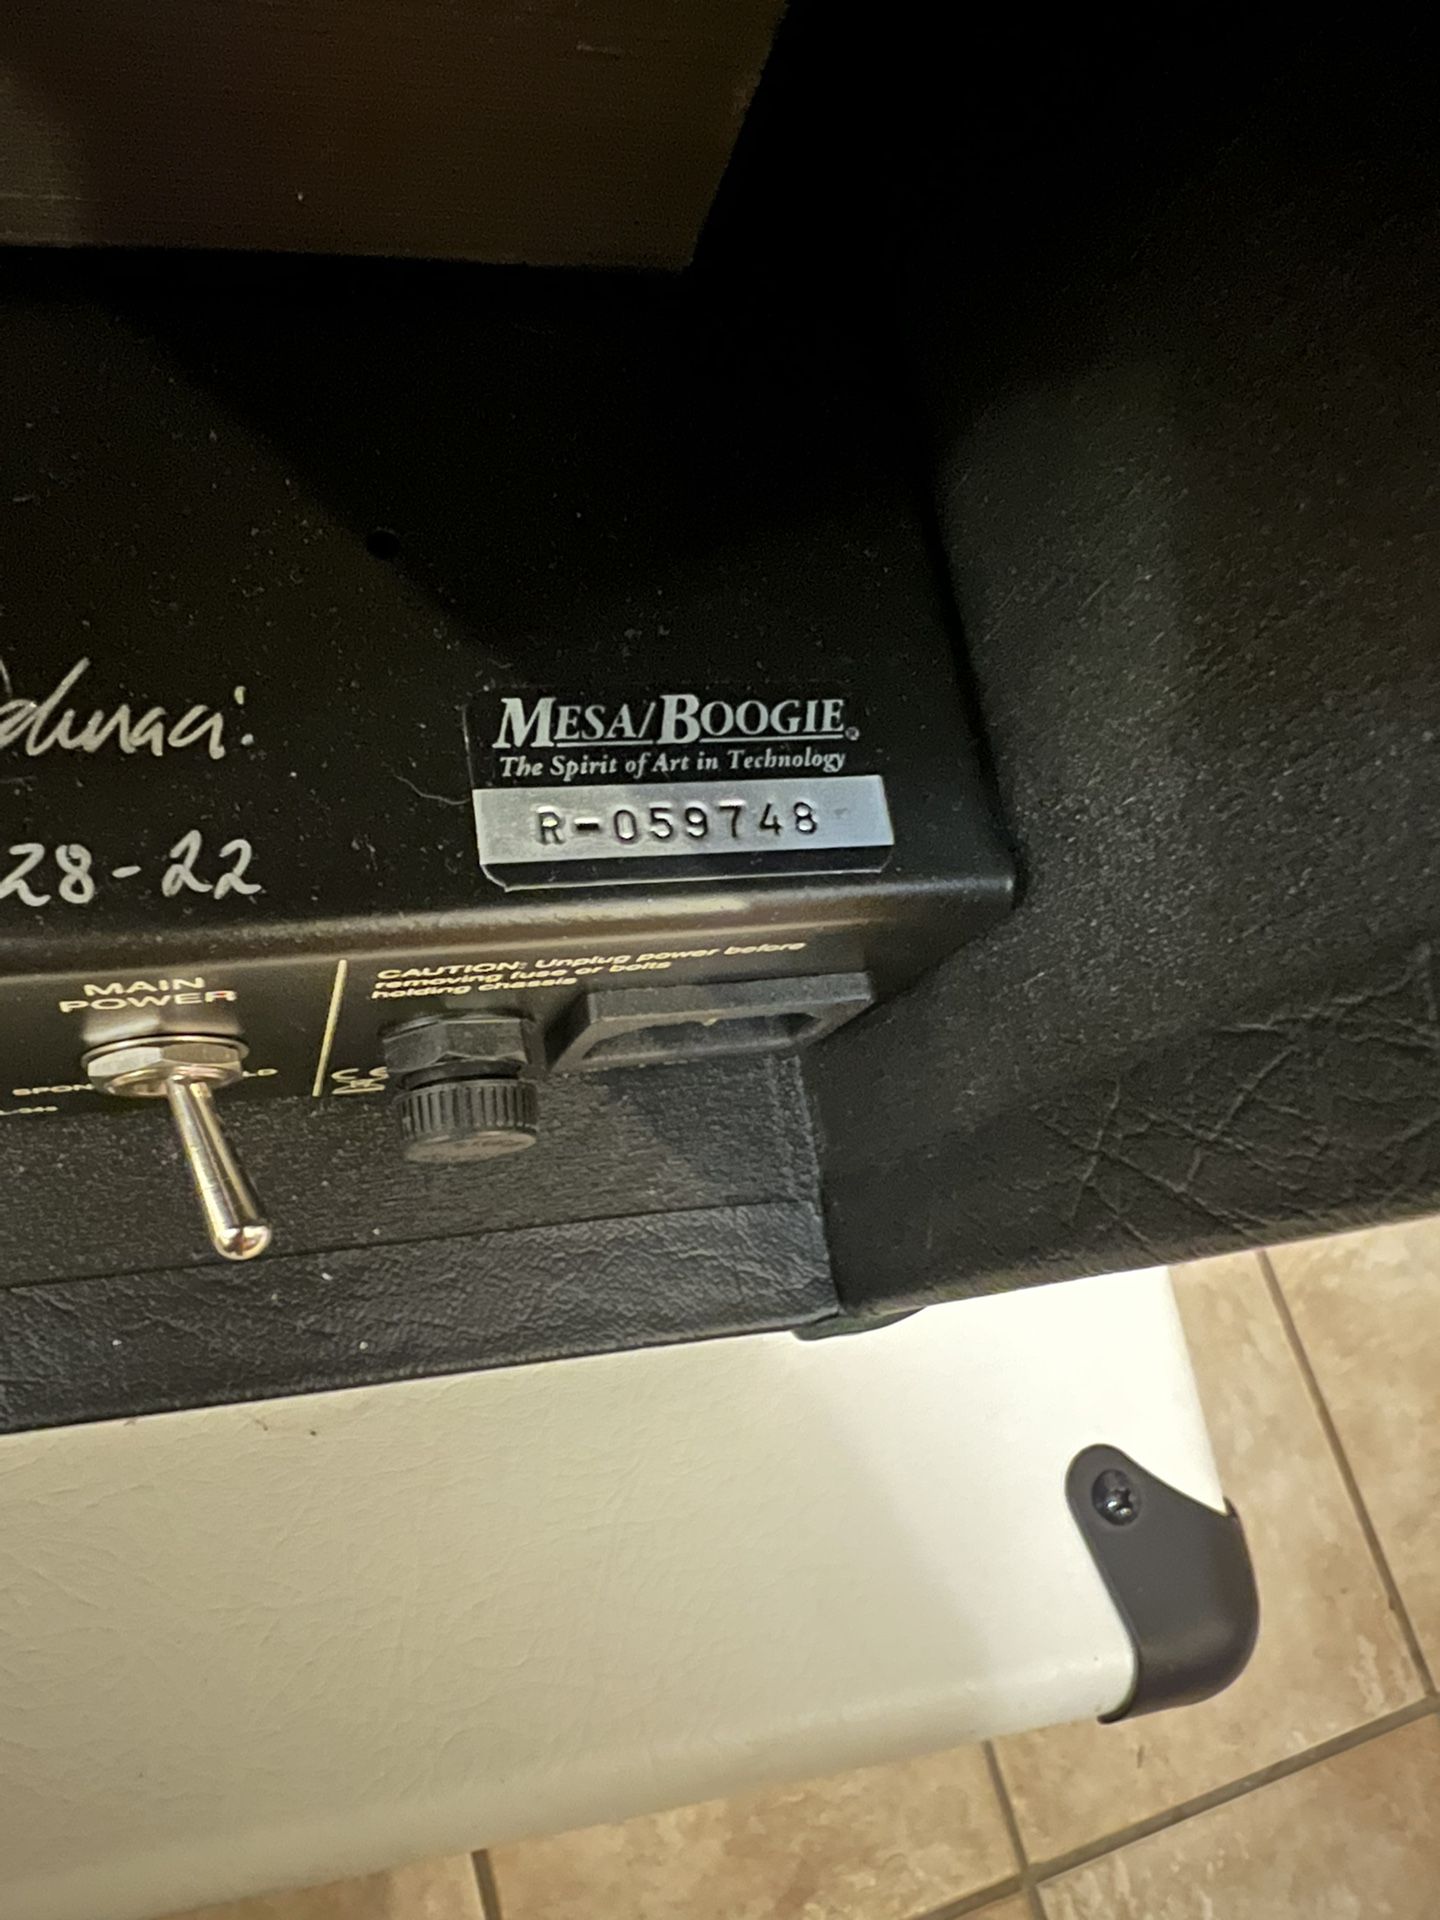 MESA/BOOGIE®
The Spirit of Art in Technology
R-059748
28-22
MAIN
POWER
CAUTION: Unplug power before
removing fuse or bolts
holding chassis